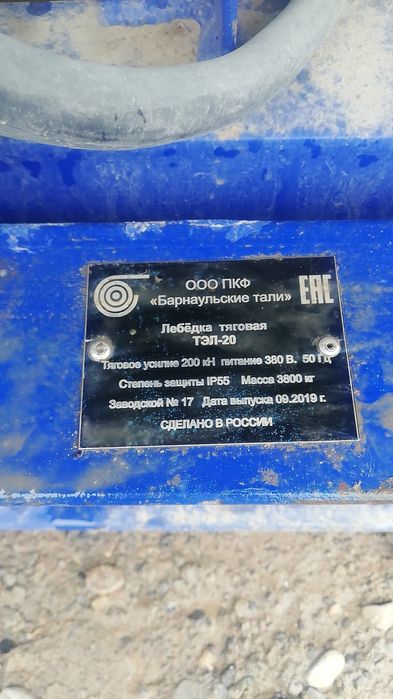 ООО ПКФ
«Барнаульские тали»
ЕАС
Лебёдка тяговая
ТЭЛ-20
Тяговое усилие 200 кН питание 380 В. 50 Гц
Степень защиты IP55 Масса 3800 кг
Заводской № 17 Дата выпуска 09.2019 г.
СДЕЛАНО В РОССИИ